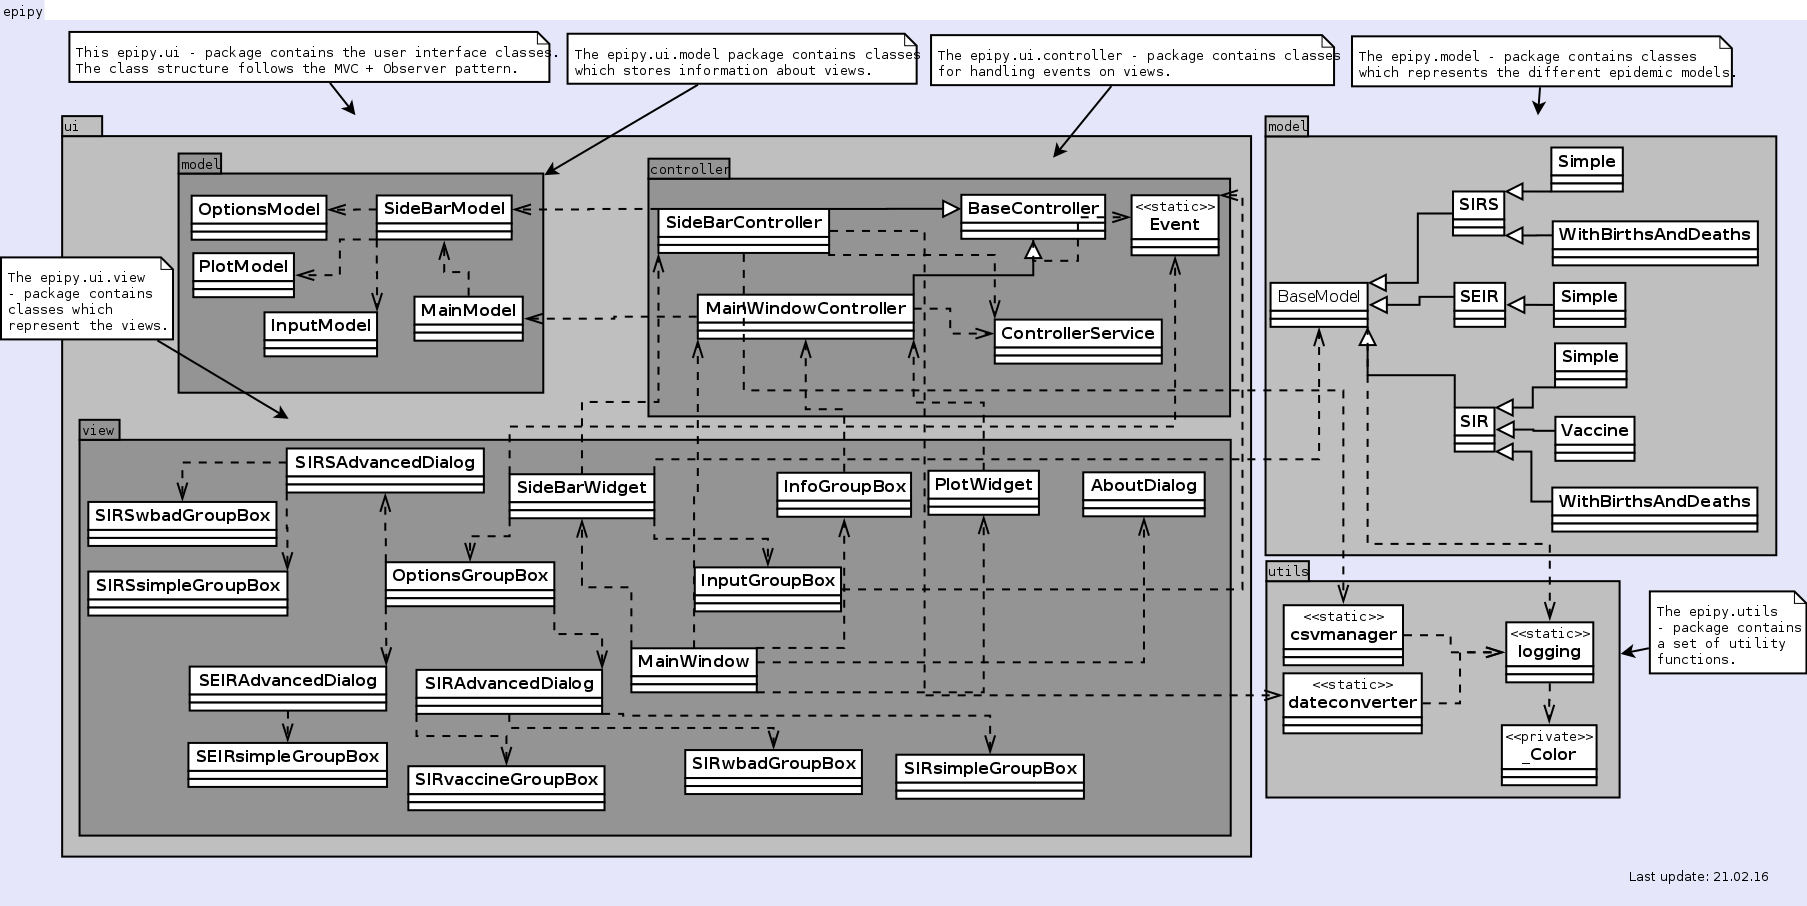 epipy
This epipy.ui - package contains the user interface classes.
The class structure follows the MVC + Observer pattern.
The epipy.ui.model package contains classes
which stores information about views.
The epipy.ui.controller - package contains classes
for handling events on views.
The epipy.model - package contains classes
which represents the different epidemic models.
ui
model
OptionsModel
SideBarModel
PlotModel
MainModel
InputModel
controller
SideBarController
BaseController
<<static>>
Event
MainWindowController
ControllerService
The epipy.ui.view
- package contains
classes which
represent the views.
view
SIRSAdvancedDialog
SideBarWidget
InfoGroupBox
PlotWidget
AboutDialog
SIRSwbadGroupBox
SIRSsimpleGroupBox
OptionsGroupBox
InputGroupBox
MainWindow
SEIRAdvancedDialog
SIRAdvancedDialog
SEIRsimpleGroupBox
SIRvaccineGroupBox
SIRwbadGroupBox
SIRsimpleGroupBox
model
Simple
SIRS
WithBirthsAndDeaths
BaseModel
SEIR
Simple
Simple
SIR
Vaccine
WithBirthsAndDeaths
utils
<<static>>
csvmanager
<<static>>
logging
<<static>>
dateconverter
<<private>>
_Color
The epipy.utils
- package contains
a set of utility
functions.
Last update: 21.02.16